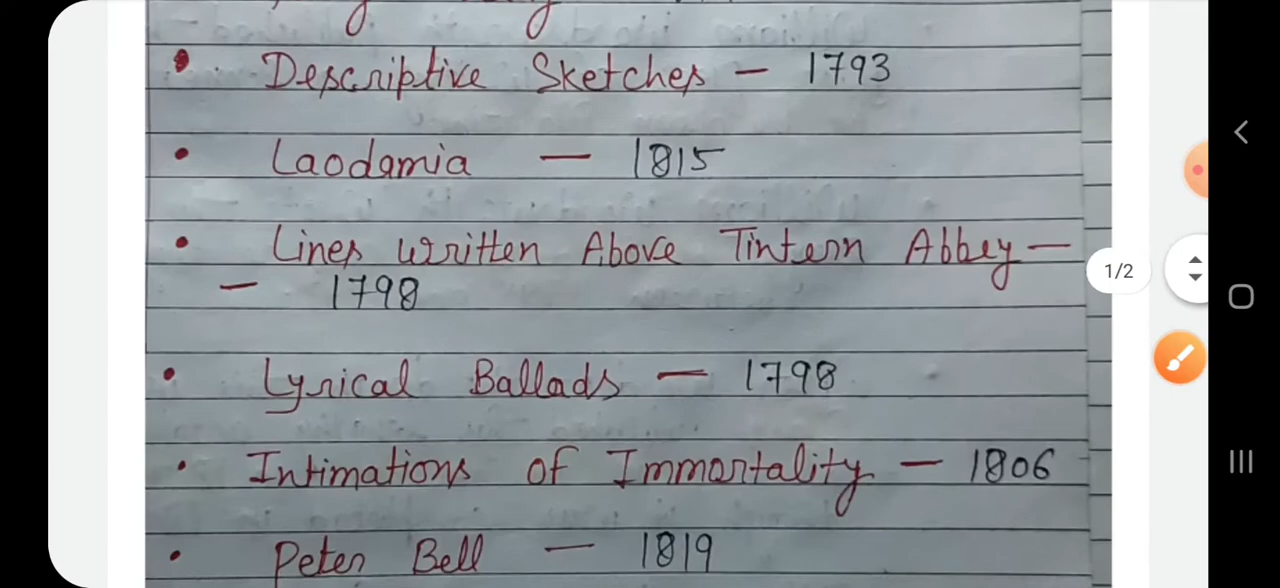 • Descriptive Sketches — 1793
• Laodamia — 1815
• Lines Written Above Tintern Abbey —
— 1798
1/2
• Lyrical Ballads — 1798
• Intimations of Immortality — 1806
• Peter Bell — 1819